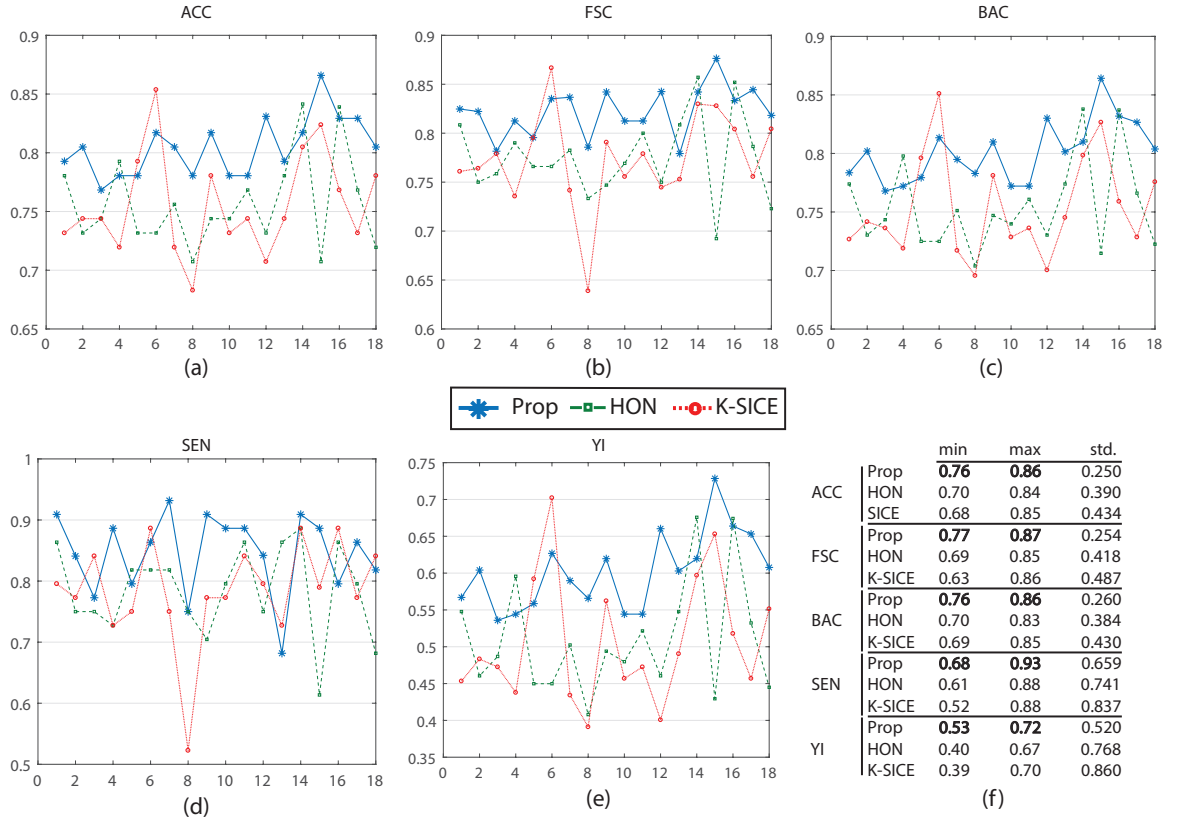 ACC
0.9
0.85
0.8
0.75
0.7
0.65
0 2 4 6 8 10 12 14 16 18
(a)
FSC
0.9
0.85
0.8
0.75
0.7
0.65
0.6
0 2 4 6 8 10 12 14 16 18
(b)
BAC
0.9
0.85
0.8
0.75
0.7
0.65
0 2 4 6 8 10 12 14 16 18
(c)
Prop HON K-SICE
SEN
1
0.9
0.8
0.7
0.6
0.5
0 2 4 6 8 10 12 14 16 18
(d)
YI
0.75
0.7
0.65
0.6
0.55
0.5
0.45
0.4
0.35
0 2 4 6 8 10 12 14 16 18
(e)
min max std.
ACC
Prop 0.76 0.86 0.250
HON 0.70 0.84 0.390
SICE 0.68 0.85 0.434
FSC
Prop 0.77 0.87 0.254
HON 0.69 0.85 0.418
K-SICE 0.63 0.86 0.487
BAC
Prop 0.76 0.86 0.260
HON 0.70 0.83 0.384
K-SICE 0.69 0.85 0.430
SEN
Prop 0.68 0.93 0.659
HON 0.61 0.88 0.741
K-SICE 0.52 0.88 0.837
YI
Prop 0.53 0.72 0.520
HON 0.40 0.67 0.768
K-SICE 0.39 0.70 0.860
(f)